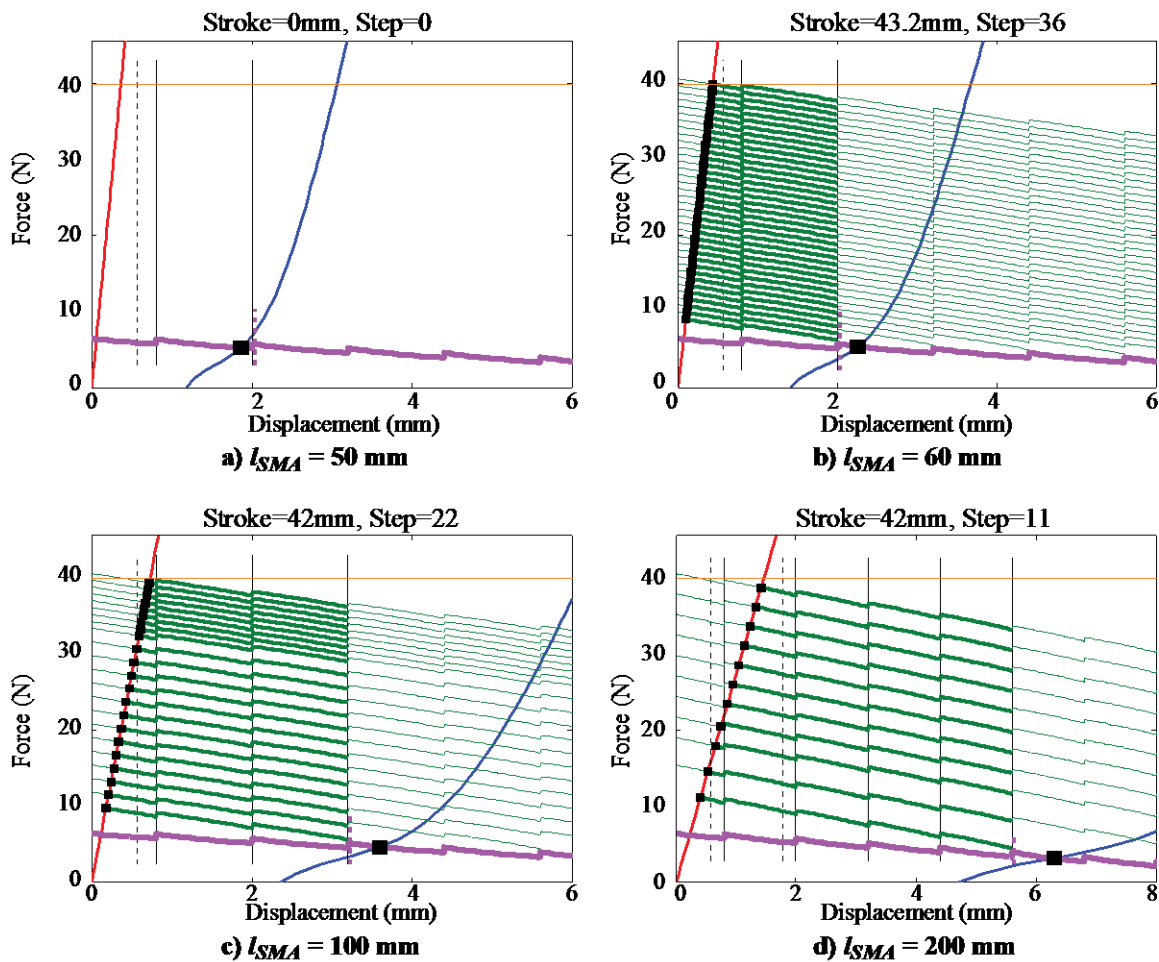 Stroke=0mm, Step=0
40
30
20
10
0
Force (N)
0
2
4
6
Displacement (mm)
a) lSMA = 50 mm
Stroke=43.2mm, Step=36
40
30
20
10
0
Force (N)
0
2
4
6
Displacement (mm)
b) lSMA = 60 mm
Stroke=42mm, Step=22
40
30
20
10
0
Force (N)
0
2
4
6
Displacement (mm)
c) lSMA = 100 mm
Stroke=42mm, Step=11
40
30
20
10
0
Force (N)
0
2
4
6
8
Displacement (mm)
d) lSMA = 200 mm